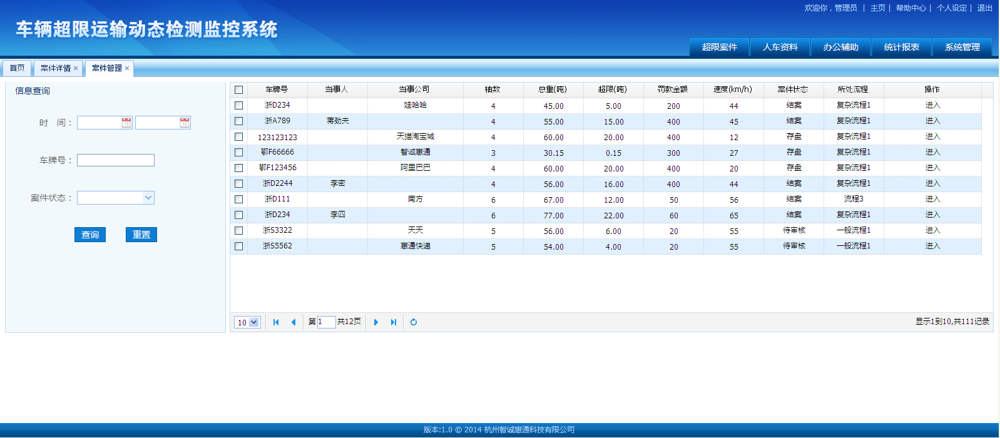 欢迎你，管理员 | 主页 | 帮助中心 | 个人设定 | 退出
车辆超限运输动态检测监控系统
超限案件 人车资料 办公辅助 统计报表 系统管理
首页 案件详情 × 案件管理 ×
信息查询
时 间：
车牌号：
案件状态：
查询 重置
车牌号 当事人 当事公司 轴数 总重(吨) 超限(吨) 罚款金额 速度(km/h) 案件状态 所处流程 操作
浙D234 娃哈哈 4 45.00 5.00 200 44 结案 复杂流程1 进入
浙A789 蒋劲夫 4 55.00 15.00 400 45 结案 复杂流程1 进入
123123123 天猫淘宝城 4 60.00 20.00 400 12 存盘 复杂流程1 进入
鄂F66666 智诚惠通 3 30.15 0.15 300 27 存盘 复杂流程1 进入
鄂F123456 阿里巴巴 4 60.00 20.00 400 20 存盘 复杂流程1 进入
浙D2244 李密 4 56.00 16.00 400 44 结案 复杂流程1 进入
浙D111 南方 6 67.00 12.00 50 56 结案 流程3 进入
浙D234 李四 6 77.00 22.00 60 65 结案 复杂流程1 进入
浙S3322 天天 5 56.00 6.00 20 55 待审核 一般流程1 进入
浙S5562 惠通快递 5 54.00 4.00 20 55 待审核 一般流程1 进入
10 第 1 共12页 显示1到10,共111记录
版本:1.0 © 2014 杭州智诚惠通科技有限公司